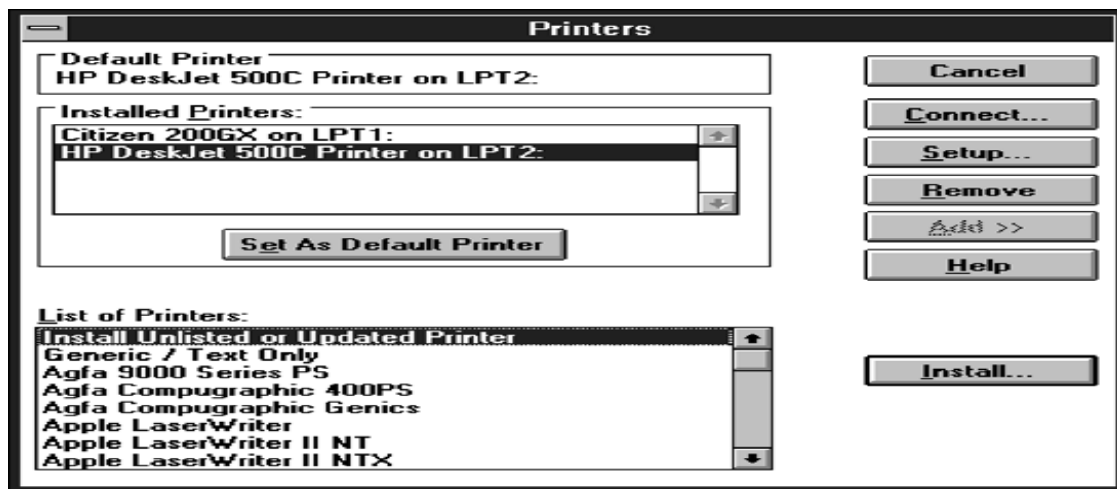 Printers
Default Printer
HP DeskJet 500C Printer on LPT2:
Cancel
Installed Printers:
Connect...
Citizen 200GX on LPT1:
HP DeskJet 500C Printer on LPT2:
Setup...
Remove
Add >>
Set As Default Printer
Help
List of Printers:
Install Unlisted or Updated Printer
Generic / Text Only
Agfa 9000 Series PS
Install...
Agfa Compugraphic 400PS
Agfa Compugraphic Genics
Apple LaserWriter
Apple LaserWriter II NT
Apple LaserWriter II NTX